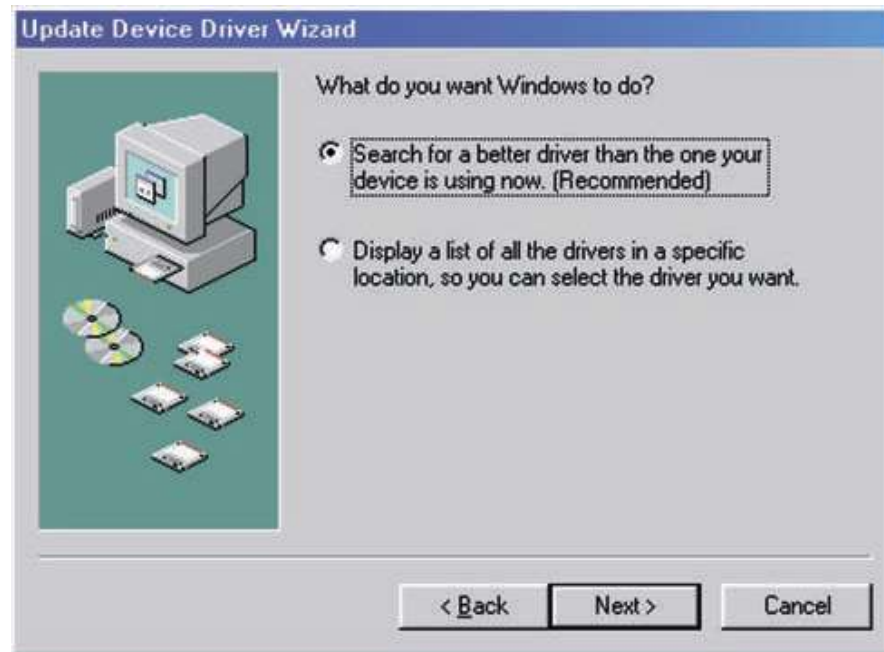 Update Device Driver Wizard
What do you want Windows to do?
Search for a better driver than the one your
device is using now. (Recommended)
Display a list of all the drivers in a specific
location, so you can select the driver you want.
< Back
Next >
Cancel